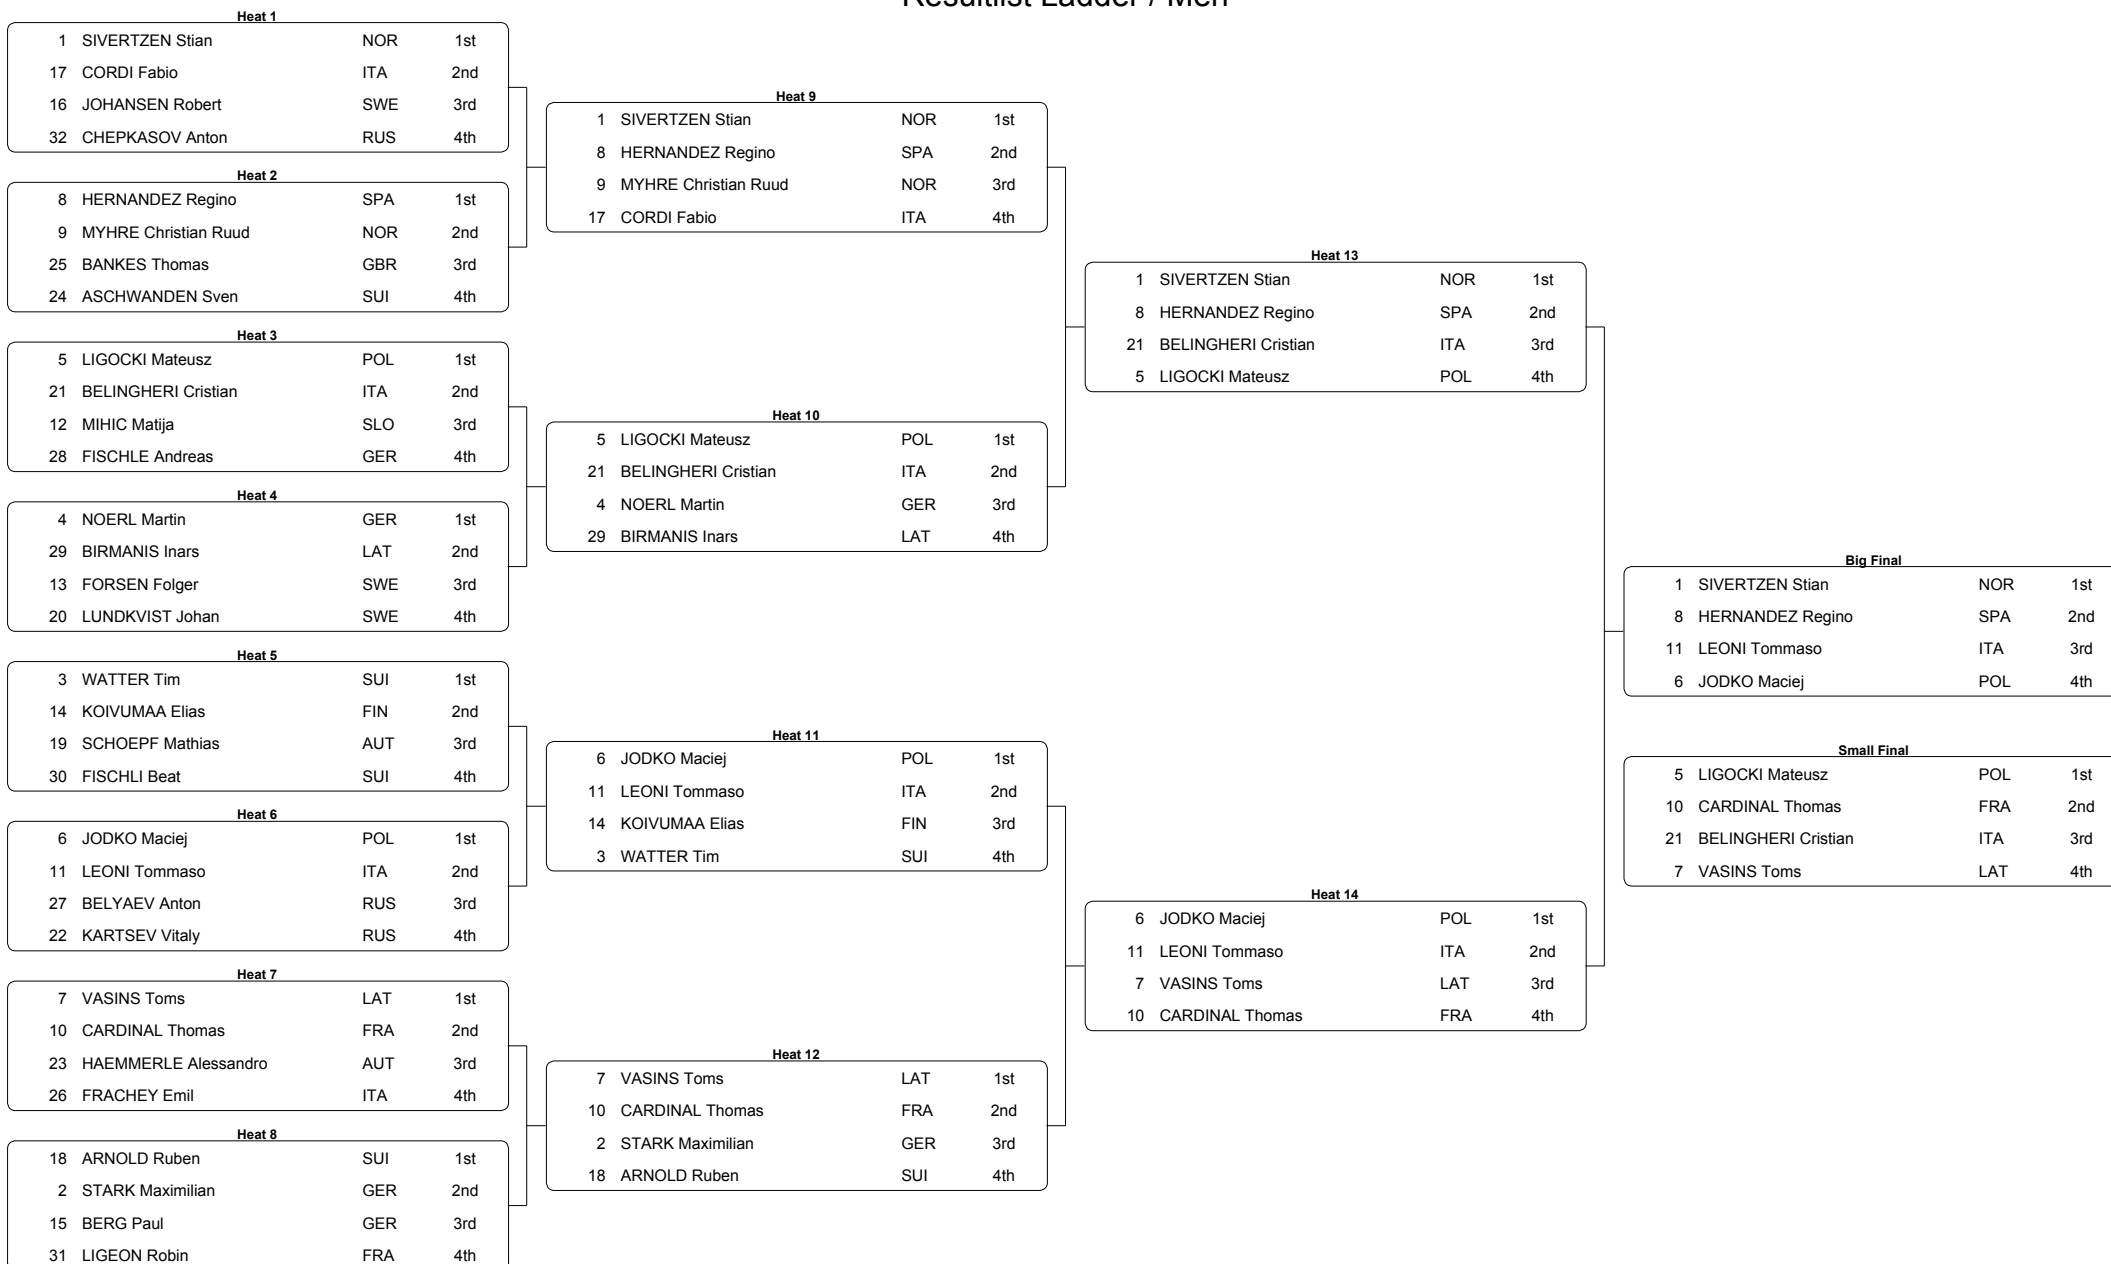 Resultlist Ladder / Men
Heat 1
1 SIVERTZEN Stian NOR 1st
17 CORDI Fabio ITA 2nd
16 JOHANSEN Robert SWE 3rd
32 CHEPKASOV Anton RUS 4th
Heat 2
8 HERNANDEZ Regino SPA 1st
9 MYHRE Christian Ruud NOR 2nd
25 BANKES Thomas GBR 3rd
24 ASCHWANDEN Sven SUI 4th
Heat 3
5 LIGOCKI Mateusz POL 1st
21 BELINGHERI Cristian ITA 2nd
12 MIHIC Matija SLO 3rd
28 FISCHLE Andreas GER 4th
Heat 4
4 NOERL Martin GER 1st
29 BIRMANIS Inars LAT 2nd
13 FORSEN Folger SWE 3rd
20 LUNDKVIST Johan SWE 4th
Heat 5
3 WATTER Tim SUI 1st
14 KOIVUMAA Elias FIN 2nd
19 SCHOEPF Mathias AUT 3rd
30 FISCHLI Beat SUI 4th
Heat 6
6 JODKO Maciej POL 1st
11 LEONI Tommaso ITA 2nd
27 BELYAEV Anton RUS 3rd
22 KARTSEV Vitaly RUS 4th
Heat 7
7 VASINS Toms LAT 1st
10 CARDINAL Thomas FRA 2nd
23 HAEMMERLE Alessandro AUT 3rd
26 FRACHEY Emil ITA 4th
Heat 8
18 ARNOLD Ruben SUI 1st
2 STARK Maximilian GER 2nd
15 BERG Paul GER 3rd
31 LIGEON Robin FRA 4th
Heat 9
1 SIVERTZEN Stian NOR 1st
8 HERNANDEZ Regino SPA 2nd
9 MYHRE Christian Ruud NOR 3rd
17 CORDI Fabio ITA 4th
Heat 10
5 LIGOCKI Mateusz POL 1st
21 BELINGHERI Cristian ITA 2nd
4 NOERL Martin GER 3rd
29 BIRMANIS Inars LAT 4th
Heat 11
6 JODKO Maciej POL 1st
11 LEONI Tommaso ITA 2nd
14 KOIVUMAA Elias FIN 3rd
3 WATTER Tim SUI 4th
Heat 12
7 VASINS Toms LAT 1st
10 CARDINAL Thomas FRA 2nd
2 STARK Maximilian GER 3rd
18 ARNOLD Ruben SUI 4th
Heat 13
1 SIVERTZEN Stian NOR 1st
8 HERNANDEZ Regino SPA 2nd
21 BELINGHERI Cristian ITA 3rd
5 LIGOCKI Mateusz POL 4th
Heat 14
6 JODKO Maciej POL 1st
11 LEONI Tommaso ITA 2nd
7 VASINS Toms LAT 3rd
10 CARDINAL Thomas FRA 4th
Big Final
1 SIVERTZEN Stian NOR 1st
8 HERNANDEZ Regino SPA 2nd
11 LEONI Tommaso ITA 3rd
6 JODKO Maciej POL 4th
Small Final
5 LIGOCKI Mateusz POL 1st
10 CARDINAL Thomas FRA 2nd
21 BELINGHERI Cristian ITA 3rd
7 VASINS Toms LAT 4th